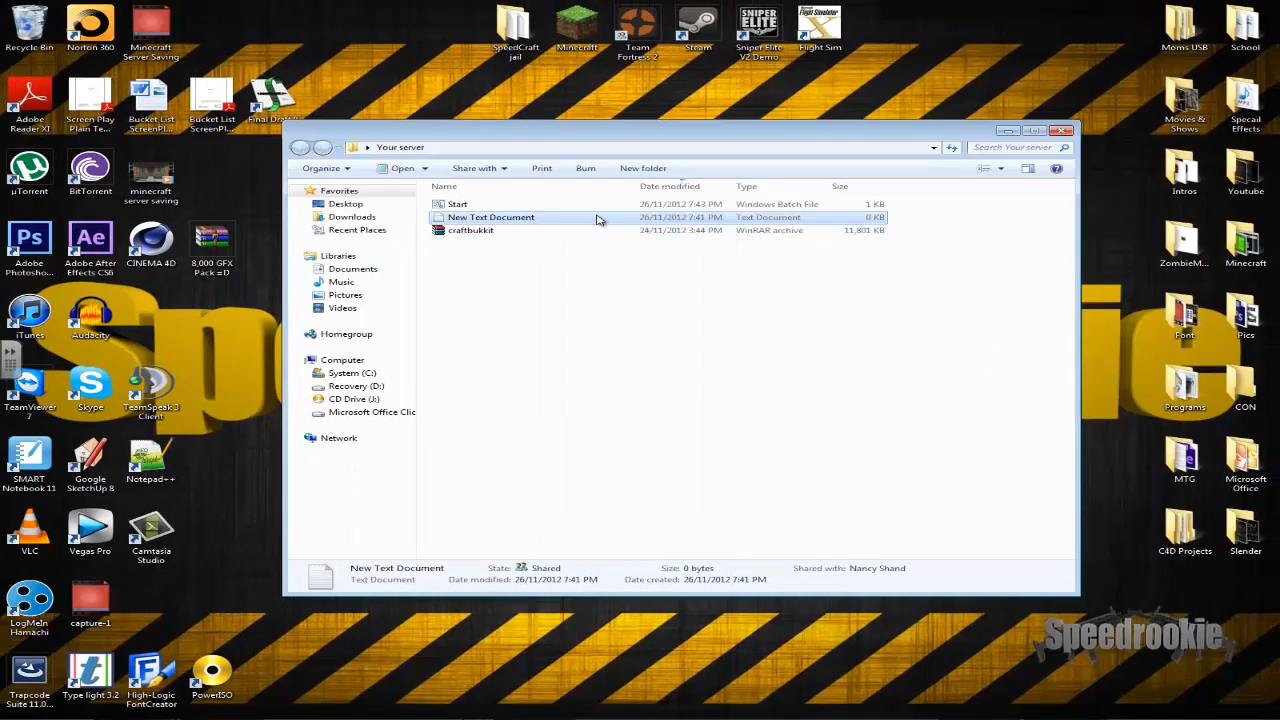 Recycle Bin
Norton 360
Minecraft Server Saving
SpeedCraft jail
Minecraft
Team Fortress 2
Steam
SNIPER ELITE
Sniper Elite V2 Demo...
Flight Sim
Moms USB
School
Adobe Reader XI
Screen Play Plain Te...
Bucket List ScreenPl...
Bucket List ScreenPl...
Movies & Shows
Specail Effects
µTorrent
BitTorrent
minecraft server saving
Intros
Youtube
Adobe Photosho...
Adobe After Effects CS6
CINEMA 4D
8,000 GFX Pack =D
ZombieM...
Minecraft
iTunes
Audacity
Font
Pics
TeamViewer 7
Skype
TeamSpeak 3 Client
Programs
CON
SMART Notebook 11
Google SketchUp 8
Notepad++
MTG
Microsoft Office
VLC
Vegas Pro
Camtasia Studio
C4D Projects
Slender
LogMeIn Hamachi
capture-1
Trapcode Suite 11.0...
Type light 3.2
High-Logic FontCreator
PowerISO
Your server
Search Your server
Organize
Open
Share with
Print
Burn
New folder
Name
Date modified
Type
Size
Start
26/11/2012 7:43 PM
Windows Batch File
1 KB
New Text Document
26/11/2012 7:41 PM
Text Document
0 KB
craftbukkit
24/11/2012 3:44 PM
WinRAR archive
11,801 KB
Favorites
Desktop
Downloads
Recent Places
Libraries
Documents
Music
Pictures
Videos
Homegroup
Computer
System (C:)
Recovery (D:)
CD Drive (J:)
Microsoft Office Clic
Network
New Text Document
State: Shared
Size: 0 bytes
Shared with: Nancy Shand
Text Document
Date modified: 26/11/2012 7:41 PM
Date created: 26/11/2012 7:41 PM
Speedrookie